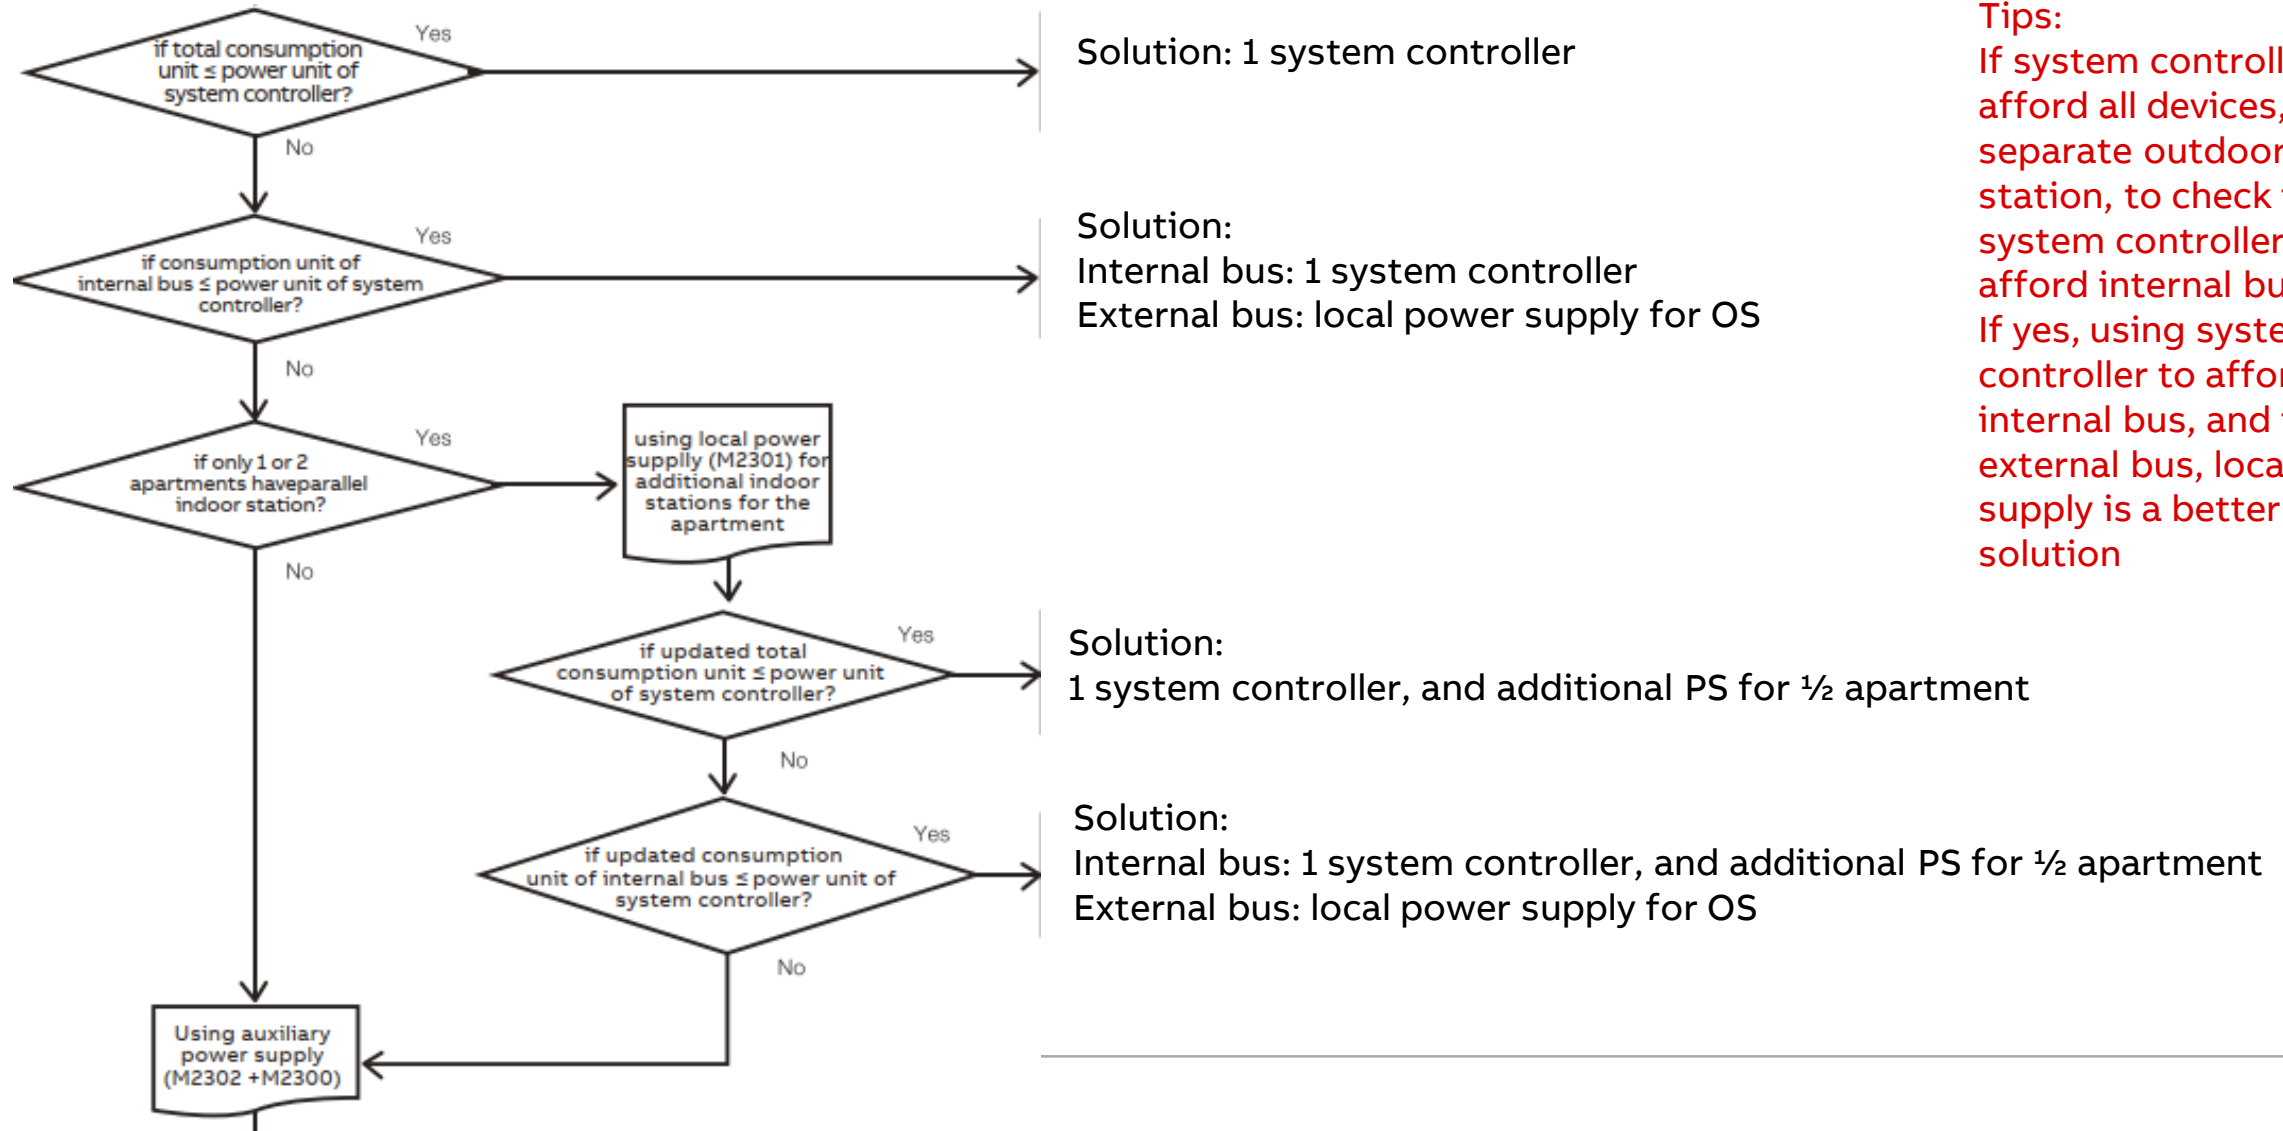 if total consumption
unit ≤ power unit of
system controller?
Yes
No
Solution: 1 system controller
if consumption unit of
internal bus ≤ power unit of system
controller?
Yes
No
Solution:
Internal bus: 1 system controller
External bus: local power supply for OS
if only 1 or 2
apartments haveparallel
indoor station?
Yes
No
using local power
supplly (M2301) for
additional indoor
stations for the
apartment
if updated total
consumption unit ≤ power unit
of system controller?
Yes
No
Solution:
1 system controller, and additional PS for ½ apartment
if updated consumption
unit of internal bus ≤ power unit of
system controller?
Yes
No
Solution:
Internal bus: 1 system controller, and additional PS for ½ apartment
External bus: local power supply for OS
Using auxiliary
power supply
(M2302 +M2300)
Tips:
If system controll
afford all devices,
separate outdoor
station, to check
system controller
afford internal bu
If yes, using syste
controller to affor
internal bus, and
external bus, loca
supply is a better
solution